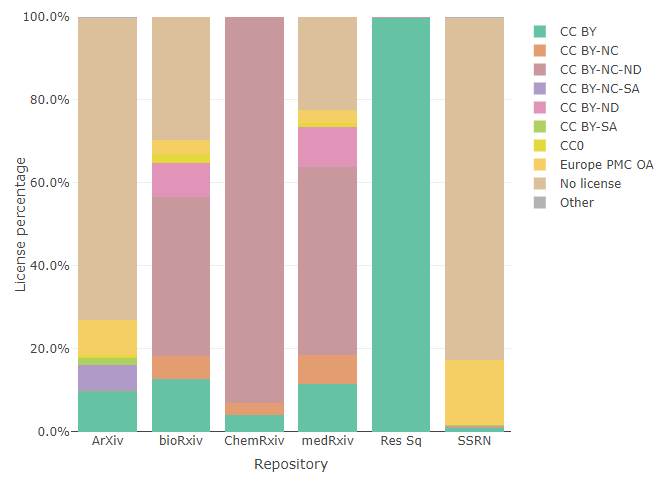 100.0%
80.0%
60.0%
40.0%
20.0%
0.0%
License percentage
ArXiv
bioRxiv
ChemRxiv
medRxiv
Res Sq
SSRN
Repository
CC BY
CC BY-NC
CC BY-NC-ND
CC BY-NC-SA
CC BY-ND
CC BY-SA
CC0
Europe PMC OA
No license
Other